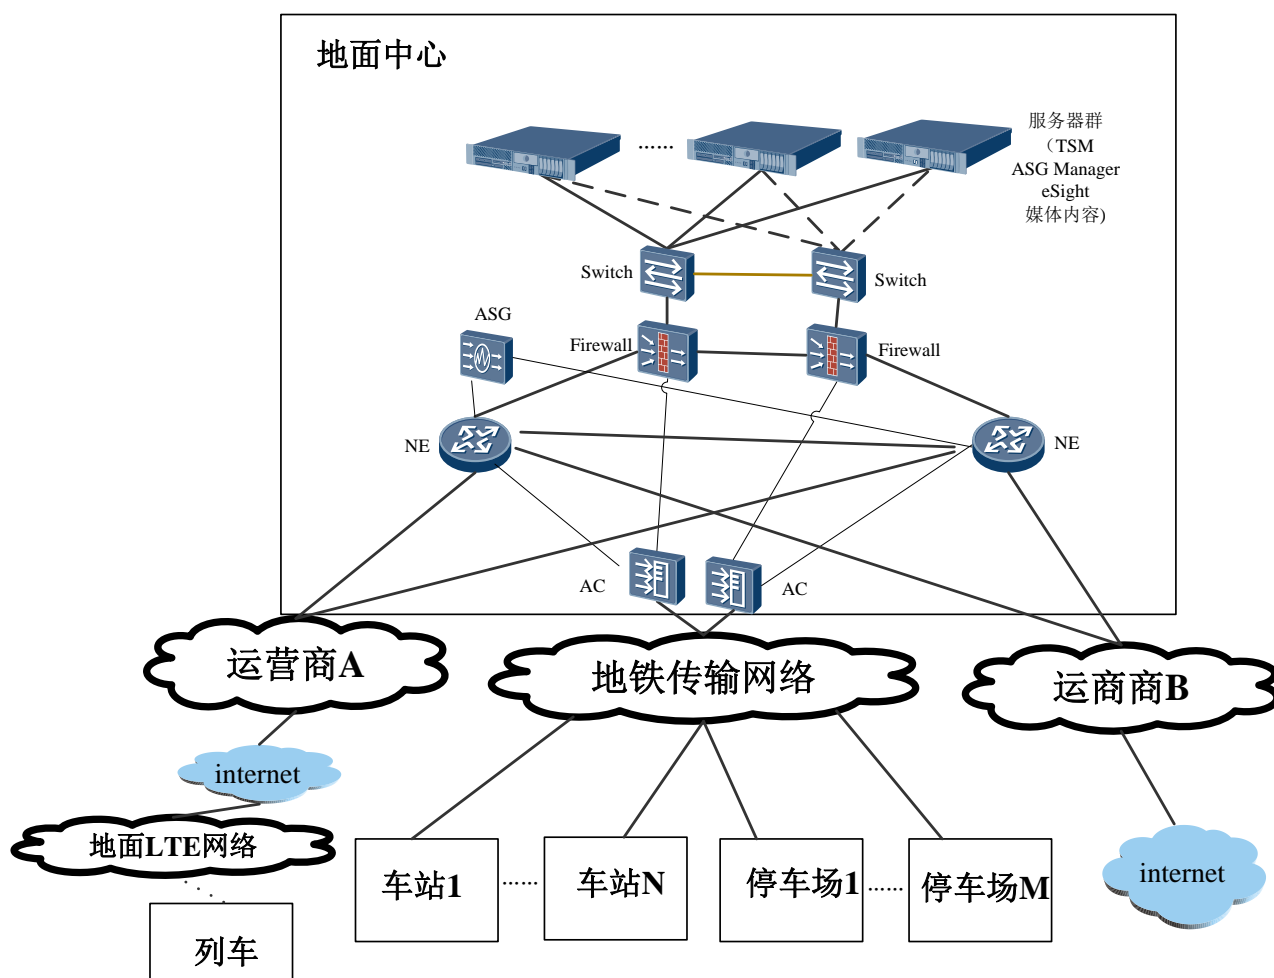 地面中心
服务器群
（TSM
ASG Manager
eSight
媒体内容)
......
Switch
Switch
ASG
Firewall
Firewall
NE
NE
AC
AC
运营商A
地铁传输网络
运商商B
internet
地面LTE网络
internet
车站1
......
车站N
停车场1
......
停车场M
列车